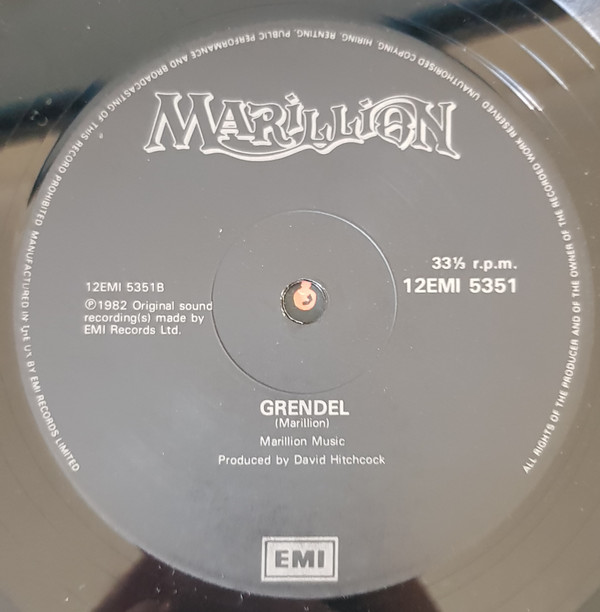 MANUFACTURED IN THE U.K. BY EMI RECORDS LIMITED
ALL RIGHTS OF THE PRODUCER AND OF THE OWNER OF THE RECORDED WORK RESERVED UNAUTHORISED COPYING, HIRING, RENTING, PUBLIC PERFORMANCE AND BROADCASTING OF THIS RECORD PROHIBITED
MARILLION
33⅓ r.p.m.
12EMI 5351
12EMI 5351B
Ⓟ1982 Original sound
recording(s) made by
EMI Records Ltd.
GRENDEL
(Marillion)
Marillion Music
Produced by David Hitchcock
EMI